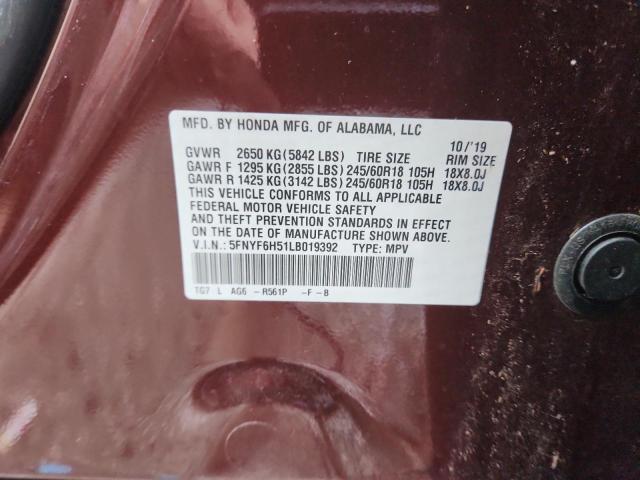 MFD. BY HONDA MFG. OF ALABAMA, LLC 10/'19
GVWR 2650 KG (5842 LBS) TIRE SIZE RIM SIZE
GAWR F 1295 KG (2855 LBS) 245/60R18 105H 18X8.0J
GAWR R 1425 KG (3142 LBS) 245/60R18 105H 18X8.0J
THIS VEHICLE CONFORMS TO ALL APPLICABLE
FEDERAL MOTOR VEHICLE SAFETY
AND THEFT PREVENTION STANDARDS IN EFFECT
ON THE DATE OF MANUFACTURE SHOWN ABOVE.
V.I.N.: 5FNYF6H51LB019392 TYPE: MPV
TG7 L AG6 -R561P -F-B